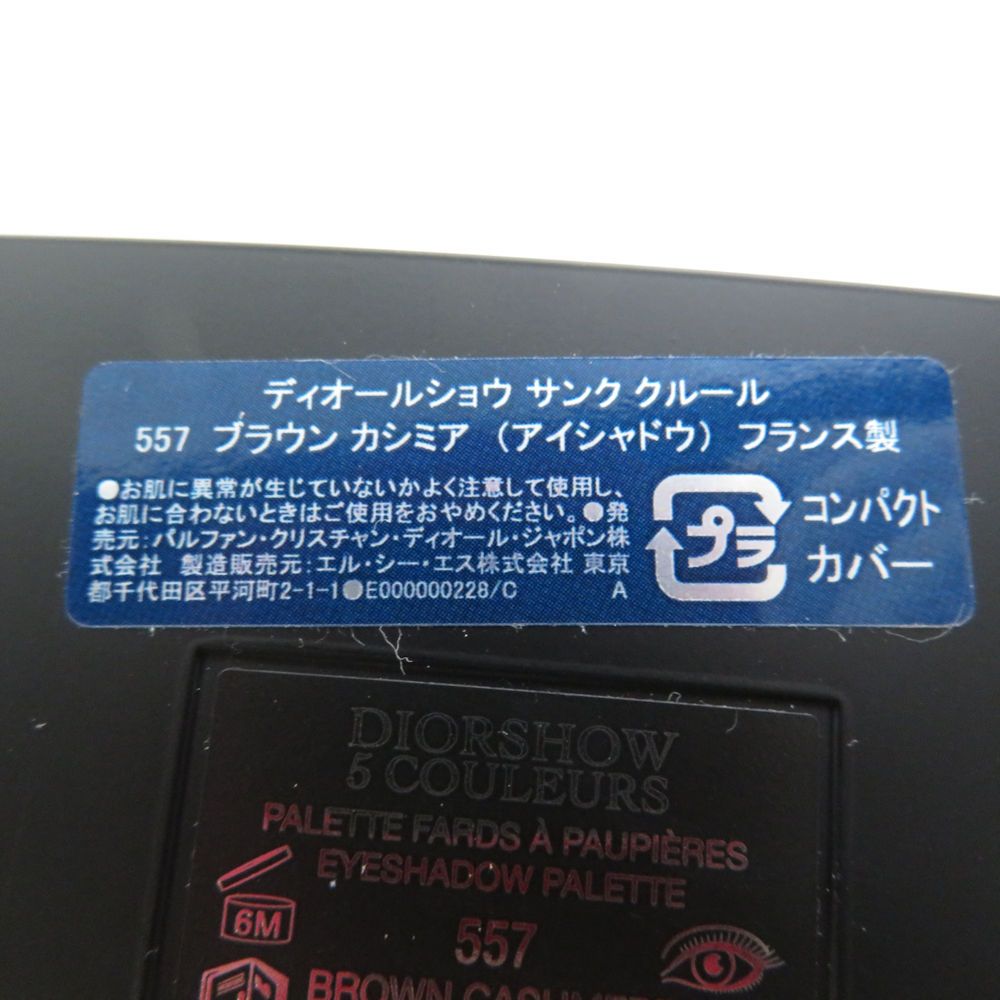 ディオールショウ サンク クルール
557 ブラウン カシミア （アイシャドウ） フランス製
●お肌に異常が生じていないかよく注意して使用し、
お肌に合わないときはご使用をおやめください。●発
売元：パルファン・クリスチャン・ディオール・ジャポン株
式会社 製造販売元：エル・シー・エス株式会社 東京
都千代田区平河町2-1-1●E000000228/C A
プラ
コンパクト
カバー
DIORSHOW
5 COULEURS
PALETTE FARDS À PAUPIÈRES
EYESHADOW PALETTE
6M
557
BROWN